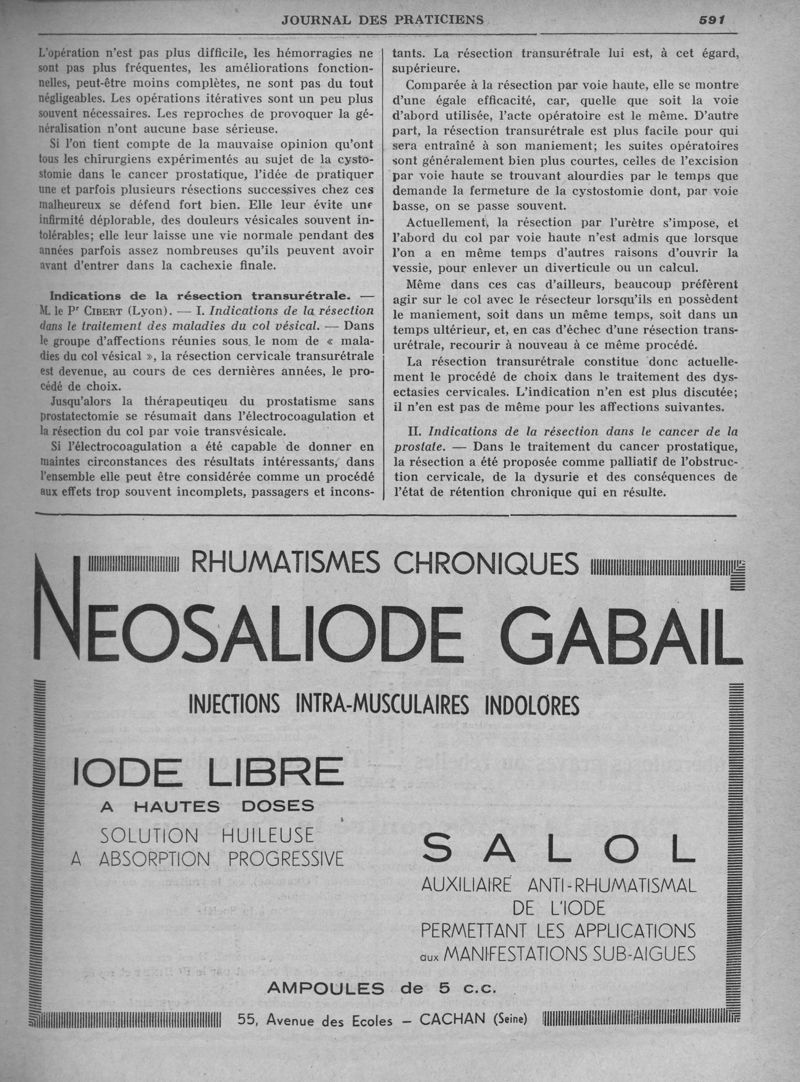 JOURNAL DES PRATICIENS 591
L'opération n'est pas plus difficile, les hémorragies ne
sont pas plus fréquentes, les améliorations fonction-
nelles, peut-être moins complètes, ne sont pas du tout
négligeables. Les opérations itératives sont un peu plus
souvent nécessaires. Les reproches de provoquer la gé-
néralisation n'ont aucune base sérieuse.
Si l'on tient compte de la mauvaise opinion qu'ont
tous les chirurgiens expérimentés au sujet de la cysto-
stomie dans le cancer prostatique, l'idée de pratiquer
une et parfois plusieurs résections successives chez ces
malheureux se défend fort bien. Elle leur évite une
infirmité déplorable, des douleurs vésicales souvent in-
tolérables; elle leur laisse une vie normale pendant des
années parfois assez nombreuses qu'ils peuvent avoir
avant d'entrer dans la cachexie finale.
Indications de la résection transurétrale. —
M. le Pr CIBERT (Lyon). — I. Indications de la résection
dans le traitement des maladies du col vésical. — Dans
le groupe d'affections réunies sous le nom de « mala-
dies du col vésical », la résection cervicale transurétrale
est devenue, au cours de ces dernières années, le pro-
cédé de choix.
Jusqu'alors la thérapeutiqeu du prostatisme sans
prostatectomie se résumait dans l'électrocoagulation et
la résection du col par voie transvésicale.
Si l'électrocoagulation a été capable de donner en
maintes circonstances des résultats intéressants, dans
l'ensemble elle peut être considérée comme un procédé
aux effets trop souvent incomplets, passagers et incons-
tants. La résection transurétrale lui est, à cet égard,
supérieure.
Comparée à la résection par voie haute, elle se montre
d'une égale efficacité, car, quelle que soit la voie
d'abord utilisée, l'acte opératoire est le même. D'autre
part, la résection transurétrale est plus facile pour qui
sera entraîné à son maniement; les suites opératoires
sont généralement bien plus courtes, celles de l'excision
par voie haute se trouvant alourdies par le temps que
demande la fermeture de la cystostomie dont, par voie
basse, on se passe souvent.
Actuellement, la résection par l'urètre s'impose, et
l'abord du col par voie haute n'est admis que lorsque
l'on a en même temps d'autres raisons d'ouvrir la
vessie, pour enlever un diverticule ou un calcul.
Même dans ces cas d'ailleurs, beaucoup préfèrent
agir sur le col avec le résecteur lorsqu'ils en possèdent
le maniement, soit dans un même temps, soit dans un
temps ultérieur, et, en cas d'échec d'une résection trans-
urétrale, recourir à nouveau à ce même procédé.
La résection transurétrale constitue donc actuelle-
ment le procédé de choix dans le traitement des dys-
ectasies cervicales. L'indication n'en est plus discutée;
il n'en est pas de même pour les affections suivantes.
II. Indications de la résection dans le cancer de la
prostate. — Dans le traitement du cancer prostatique,
la résection a été proposée comme palliatif de l'obstruc-
tion cervicale, de la dysurie et des conséquences de
l'état de rétention chronique qui en résulte.
RHUMATISMES CHRONIQUES
NEOSALIODE GABAIL
INJECTIONS INTRA-MUSCULAIRES INDOLORES
IODE LIBRE
A HAUTES DOSES
SOLUTION HUILEUSE
A ABSORPTION PROGRESSIVE
SALOL
AUXILIAIRE ANTI-RHUMATISMAL
DE L'IODE
PERMETTANT LES APPLICATIONS
aux MANIFESTATIONS SUB-AIGUES
AMPOULES de 5 c.c.
55, Avenue des Ecoles – CACHAN (Seine)